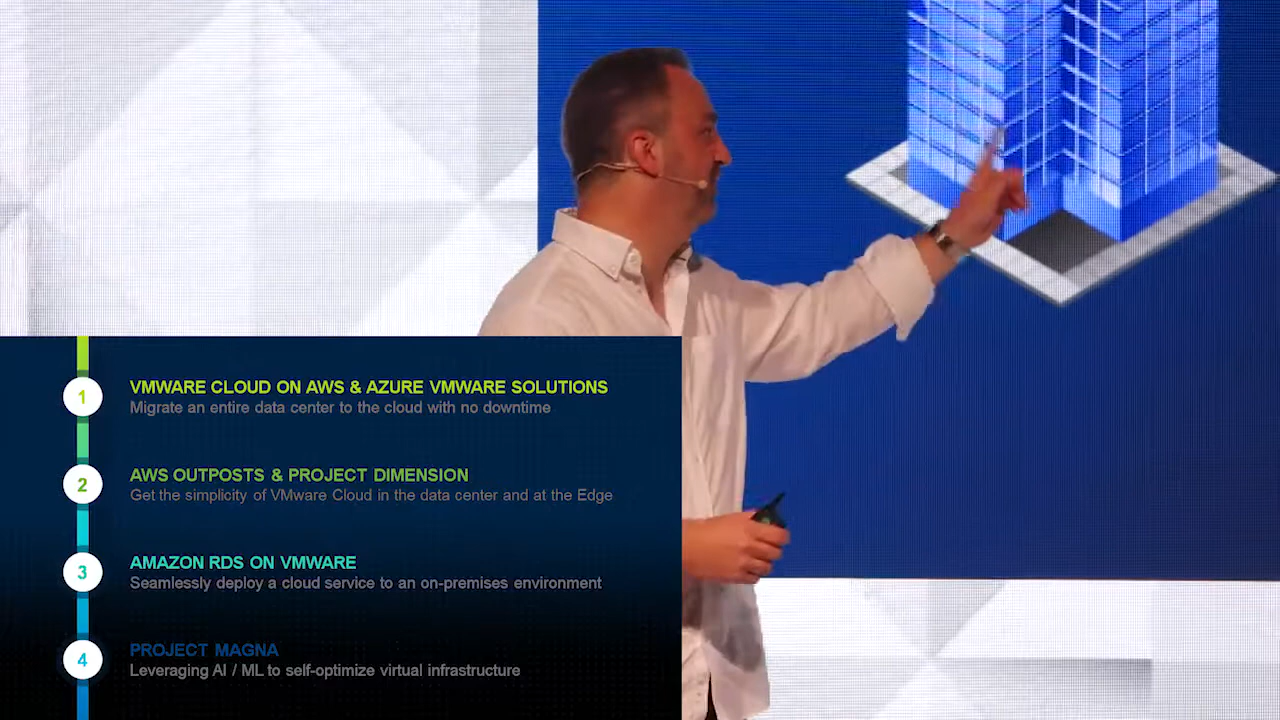 1
VMWARE CLOUD ON AWS & AZURE VMWARE SOLUTIONS
Migrate an entire data center to the cloud with no downtime
2
AWS OUTPOSTS & PROJECT DIMENSION
Get the simplicity of VMware Cloud in the data center and at the Edge
3
AMAZON RDS ON VMWARE
Seamlessly deploy a cloud service to an on-premises environment
4
PROJECT MAGNA
Leveraging AI / ML to self-optimize virtual infrastructure